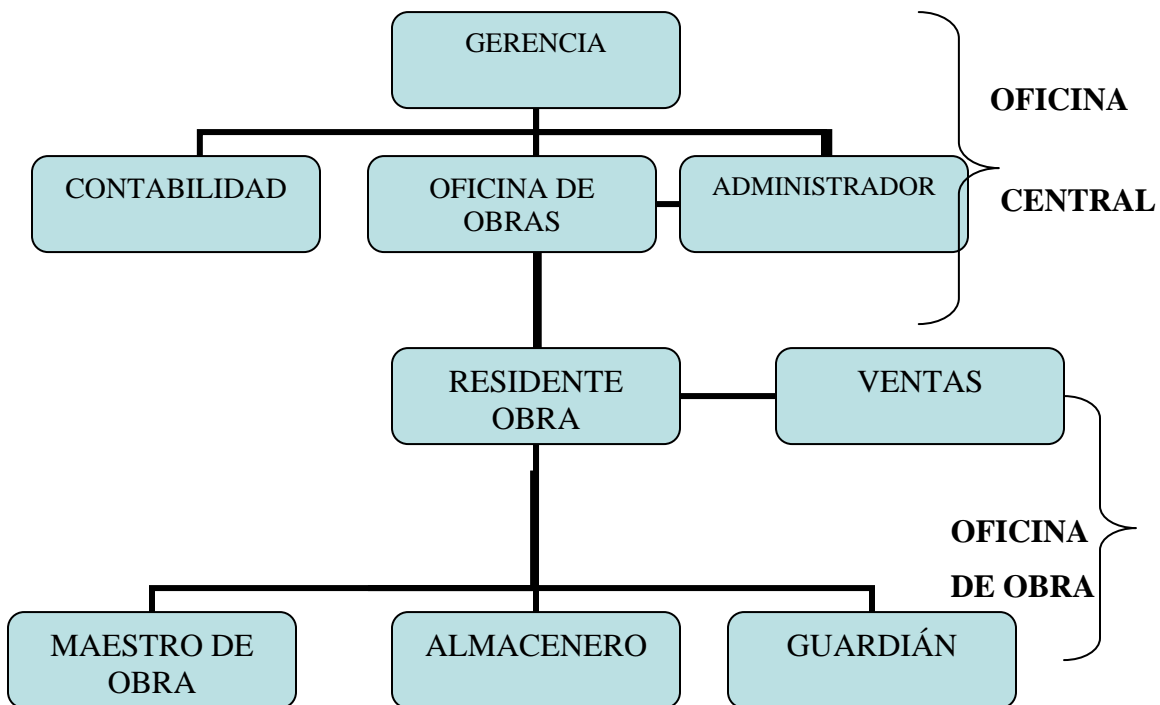 GERENCIA
OFICINA
CENTRAL
CONTABILIDAD
OFICINA DE
OBRAS
ADMINISTRADOR
RESIDENTE
OBRA
VENTAS
OFICINA
DE OBRA
MAESTRO DE
OBRA
ALMACENERO
GUARDIÁN